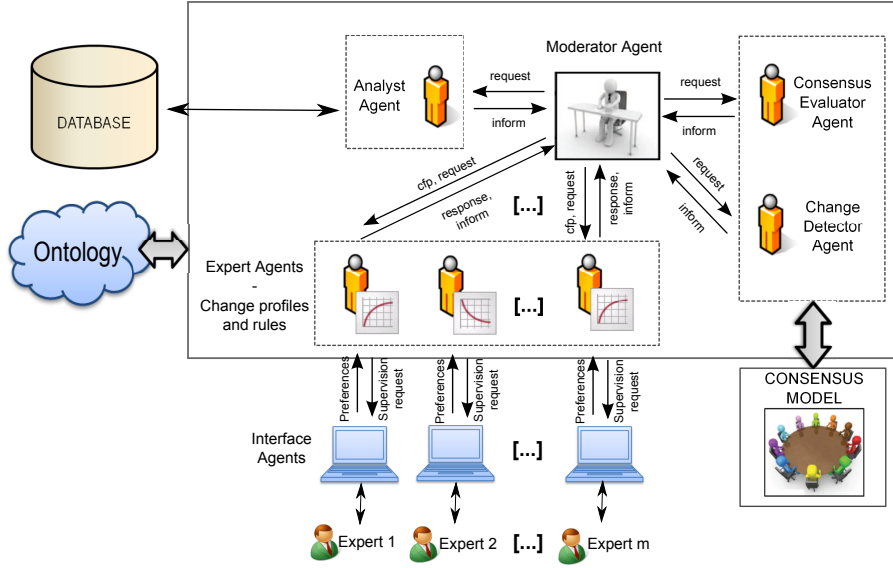 Moderator Agent
Analyst
Agent
request
inform
request
inform
Consensus
Evaluator
Agent
DATABASE
cfp, request
response,
inform
[...]
cfp, request
response,
inform
request
inform
Change
Detector
Agent
Ontology
Expert Agents
-
Change profiles
and rules
[...]
Preferences
Supervision
request
Preferences
Supervision
request
Preferences
Supervision
request
CONSENSUS
MODEL
Interface
Agents
[...]
Expert 1
Expert 2
[...]
Expert m